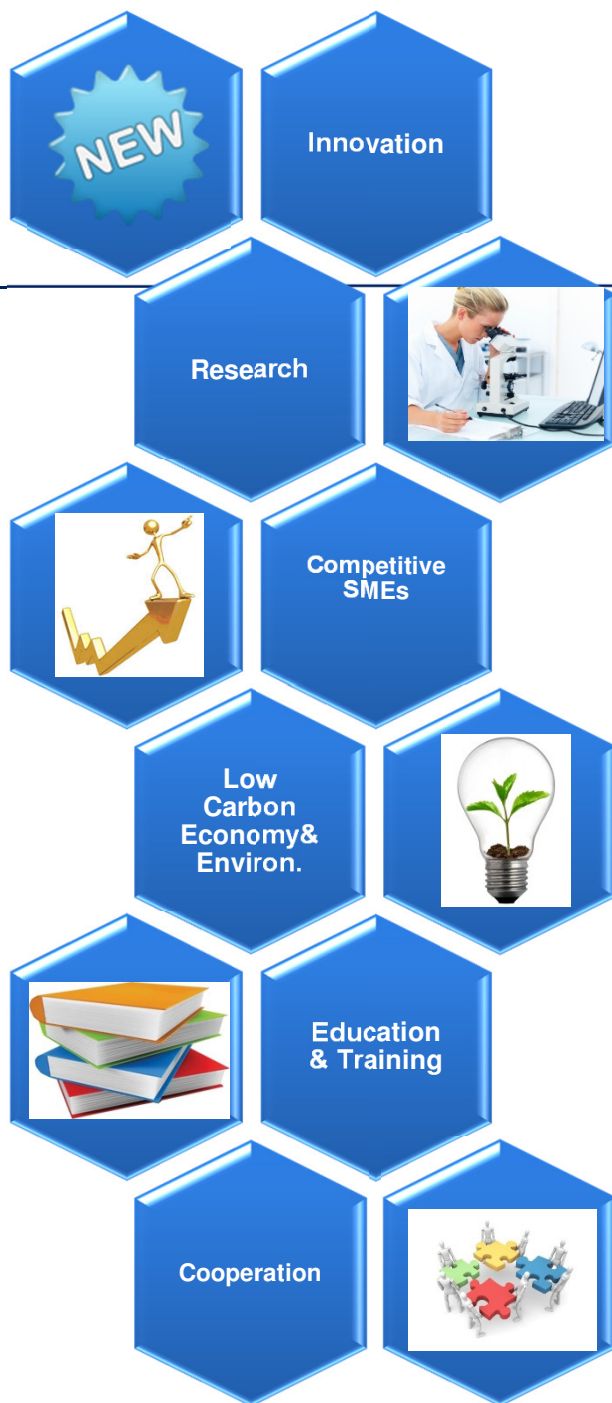 NEW
Innovation
Research
Competitive
SMEs
Low
Carbon
Economy&
Environ.
Education
& Training
Cooperation